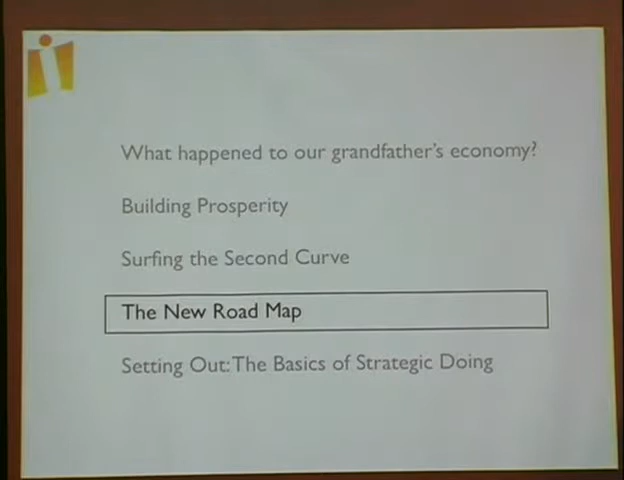 What happened to our grandfather's economy?
Building Prosperity
Surfing the Second Curve
The New Road Map
Setting Out: The Basics of Strategic Doing